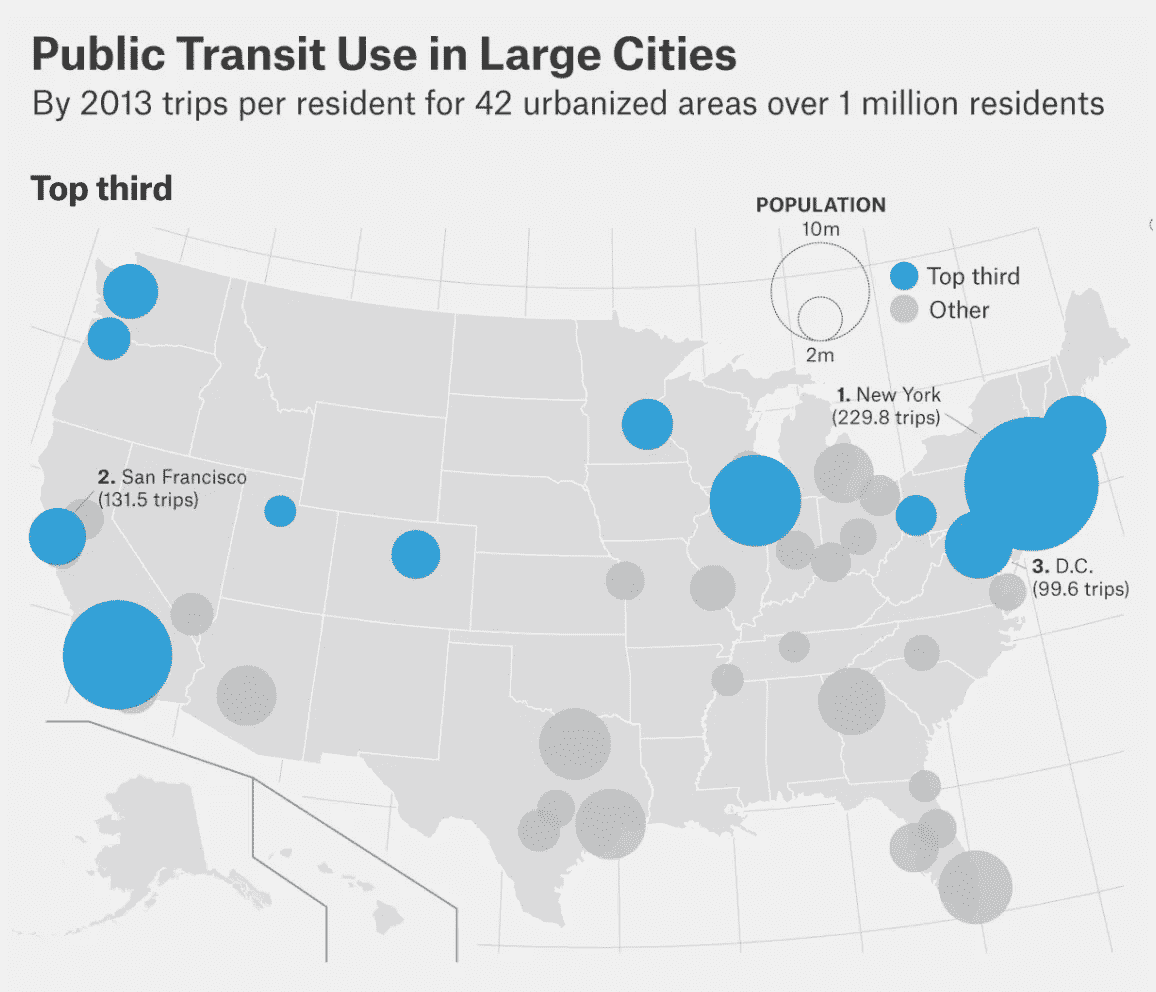 Public Transit Use in Large Cities
By 2013 trips per resident for 42 urbanized areas over 1 million residents
Top third
POPULATION
10m
2m
Top third
Other
1. New York
(229.8 trips)
2. San Francisco
(131.5 trips)
3. D.C.
(99.6 trips)